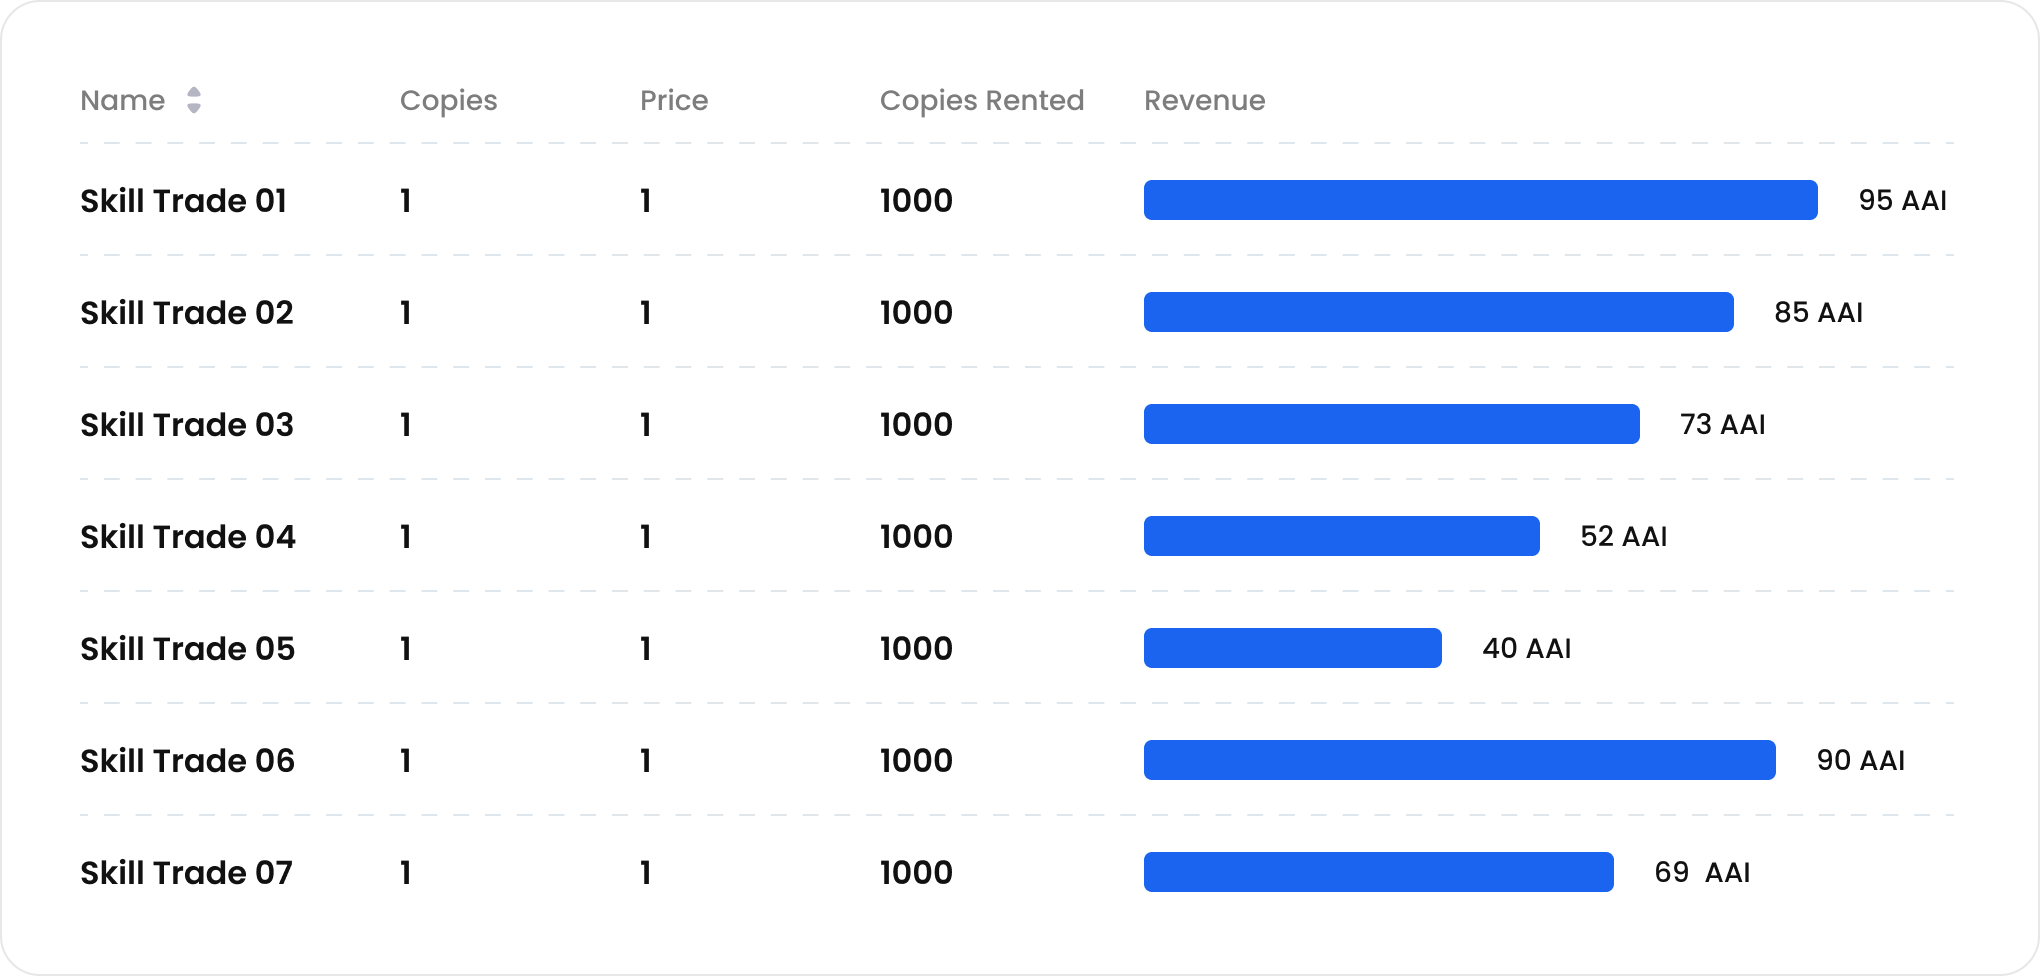 Name Copies Price Copies Rented Revenue
Skill Trade 01 1 1 1000 95 AAI
Skill Trade 02 1 1 1000 85 AAI
Skill Trade 03 1 1 1000 73 AAI
Skill Trade 04 1 1 1000 52 AAI
Skill Trade 05 1 1 1000 40 AAI
Skill Trade 06 1 1 1000 90 AAI
Skill Trade 07 1 1 1000 69 AAI